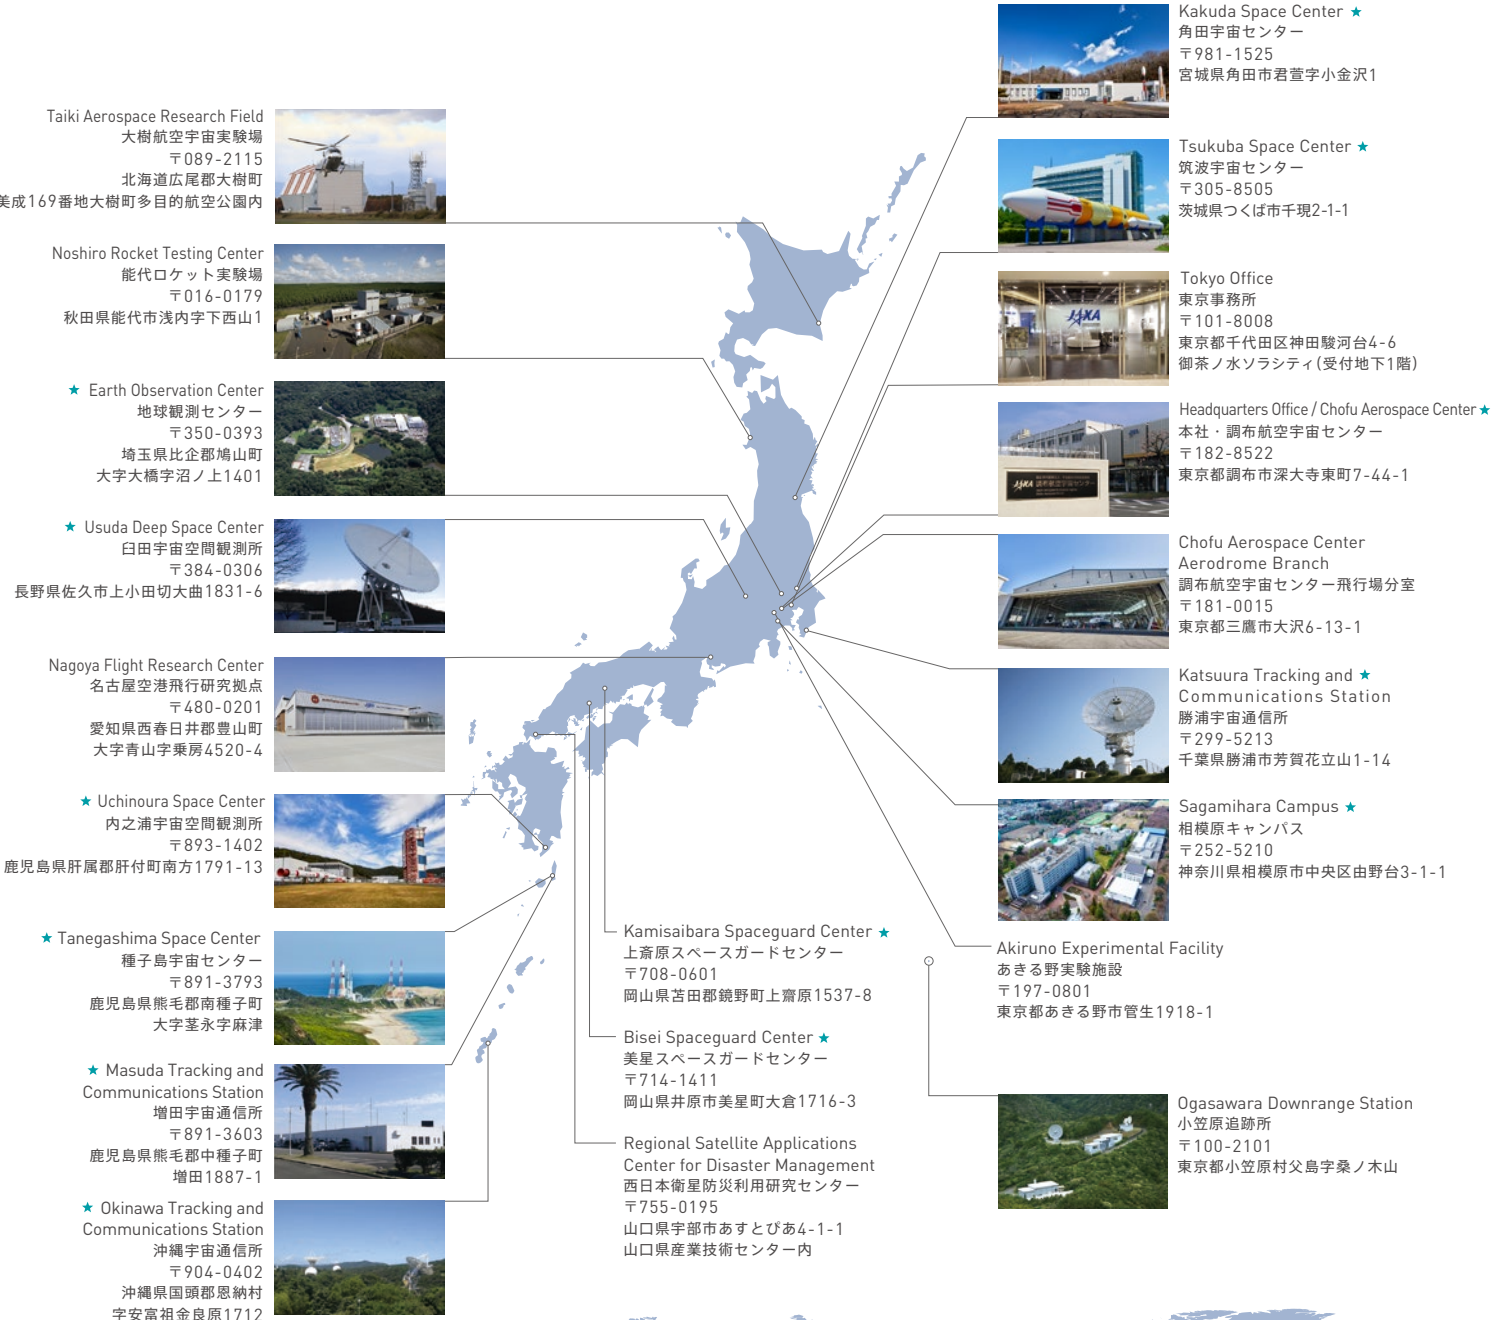 Taiki Aerospace Research Field
大樹航空宇宙実験場
〒089-2115
北海道広尾郡大樹町
美成169番地大樹町多目的航空公園内
Noshiro Rocket Testing Center
能代ロケット実験場
〒016-0179
秋田県能代市浅内字下西山1
★ Earth Observation Center
地球観測センター
〒350-0393
埼玉県比企郡鳩山町
大字大橋字沼ノ上1401
★ Usuda Deep Space Center
臼田宇宙空間観測所
〒384-0306
長野県佐久市上小田切大曲1831-6
Nagoya Flight Research Center
名古屋空港飛行研究拠点
〒480-0201
愛知県西春日井郡豊山町
大字青山字乗房4520-4
★ Uchinoura Space Center
内之浦宇宙空間観測所
〒893-1402
鹿児島県肝属郡肝付町南方1791-13
★ Tanegashima Space Center
種子島宇宙センター
〒891-3793
鹿児島県熊毛郡南種子町
大字茎永字麻津
★ Masuda Tracking and
Communications Station
増田宇宙通信所
〒891-3603
鹿児島県熊毛郡中種子町
増田1887-1
★ Okinawa Tracking and
Communications Station
沖縄宇宙通信所
〒904-0402
沖縄県国頭郡恩納村
字安富祖金良原1712
Kamisaibara Spaceguard Center ★
上斎原スペースガードセンター
〒708-0601
岡山県苫田郡鏡野町上齋原1537-8
Bisei Spaceguard Center ★
美星スペースガードセンター
〒714-1411
岡山県井原市美星町大倉1716-3
Regional Satellite Applications
Center for Disaster Management
西日本衛星防災利用研究センター
〒755-0195
山口県宇部市あすとぴあ4-1-1
山口県産業技術センター内
Kakuda Space Center ★
角田宇宙センター
〒981-1525
宮城県角田市君萱字小金沢1
Tsukuba Space Center ★
筑波宇宙センター
〒305-8505
茨城県つくば市千現2-1-1
Tokyo Office
東京事務所
〒101-8008
東京都千代田区神田駿河台4-6
御茶ノ水ソラシティ(受付地下1階)
JAXA
Headquarters Office / Chofu Aerospace Center ★
本社・調布航空宇宙センター
〒182-8522
東京都調布市深大寺東町7-44-1
JAXA
調布航空宇宙センター
Chofu Aerospace Center
Aerodrome Branch
調布航空宇宙センター飛行場分室
〒181-0015
東京都三鷹市大沢6-13-1
Katsuura Tracking and ★
Communications Station
勝浦宇宙通信所
〒299-5213
千葉県勝浦市芳賀花立山1-14
Sagamihara Campus ★
相模原キャンパス
〒252-5210
神奈川県相模原市中央区由野台3-1-1
Akiruno Experimental Facility
あきる野実験施設
〒197-0801
東京都あきる野市管生1918-1
Ogasawara Downrange Station
小笠原追跡所
〒100-2101
東京都小笠原村父島字桑ノ木山